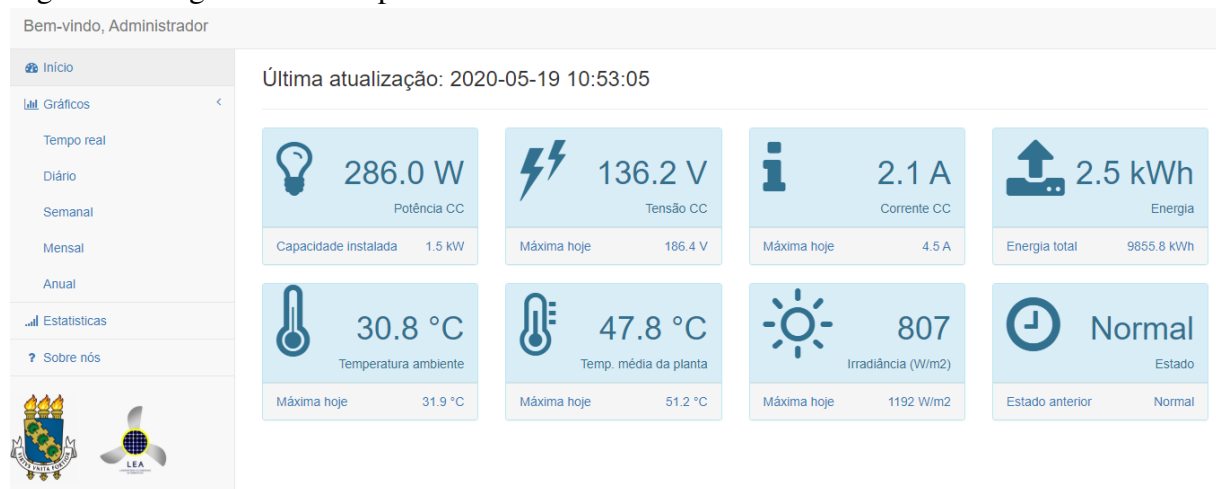 Bem-vindo, Administrador
Início
Gráficos
Tempo real
Diário
Semanal
Mensal
Anual
Estatisticas
Sobre nós
Última atualização: 2020-05-19 10:53:05
286.0 W
Potência CC
Capacidade instalada 1.5 kW
136.2 V
Tensão CC
Máxima hoje 186.4 V
2.1 A
Corrente CC
Máxima hoje 4.5 A
2.5 kWh
Energia
Energia total 9855.8 kWh
30.8 °C
Temperatura ambiente
Máxima hoje 31.9 °C
47.8 °C
Temp. média da planta
Máxima hoje 51.2 °C
807
Irradiância (W/m2)
Máxima hoje 1192 W/m2
Normal
Estado
Estado anterior Normal
VIRTUS UNITA FORTIOR
LEA